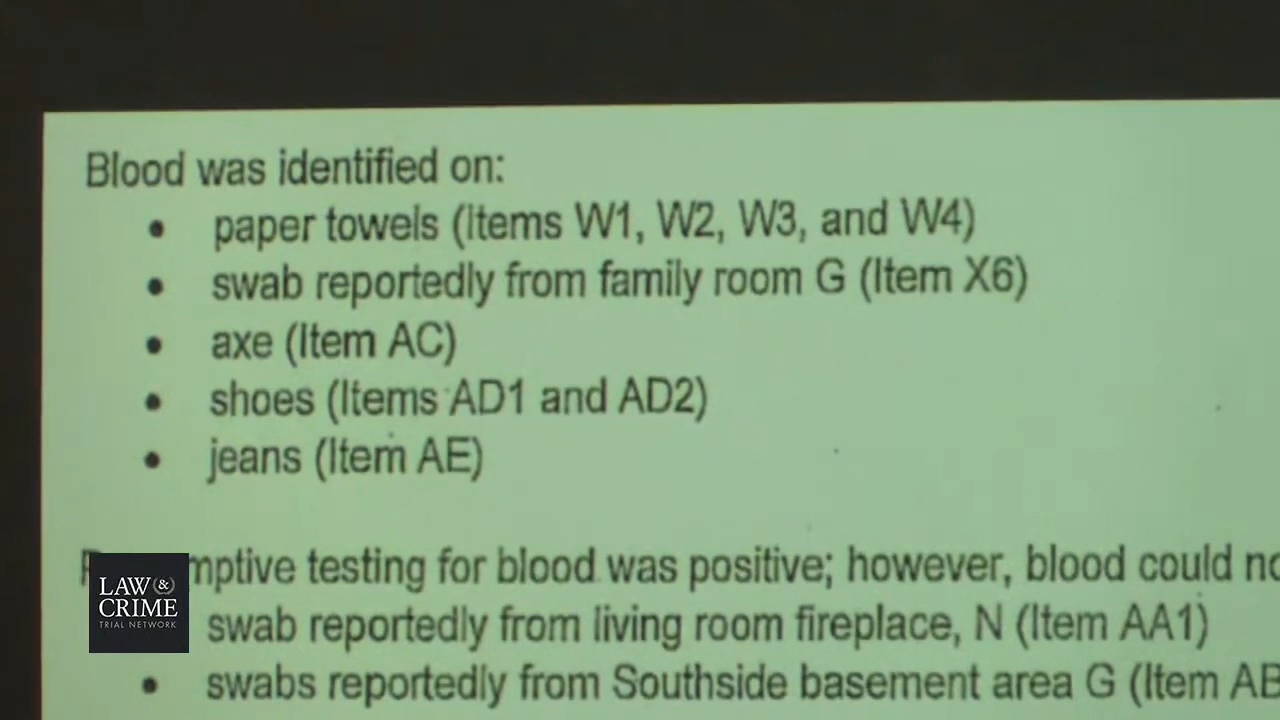 Blood was identified on:
• paper towels (Items W1, W2, W3, and W4)
• swab reportedly from family room G (Item X6)
• axe (Item AC)
• shoes (Items AD1 and AD2)
• jeans (Item AE)
testing for blood was positive; however, blood could
swab reportedly from living room fireplace, N (Item AA1)
• swabs reportedly from Southside basement area G (Item
LAW &
CRIME
TRIAL NETWORK